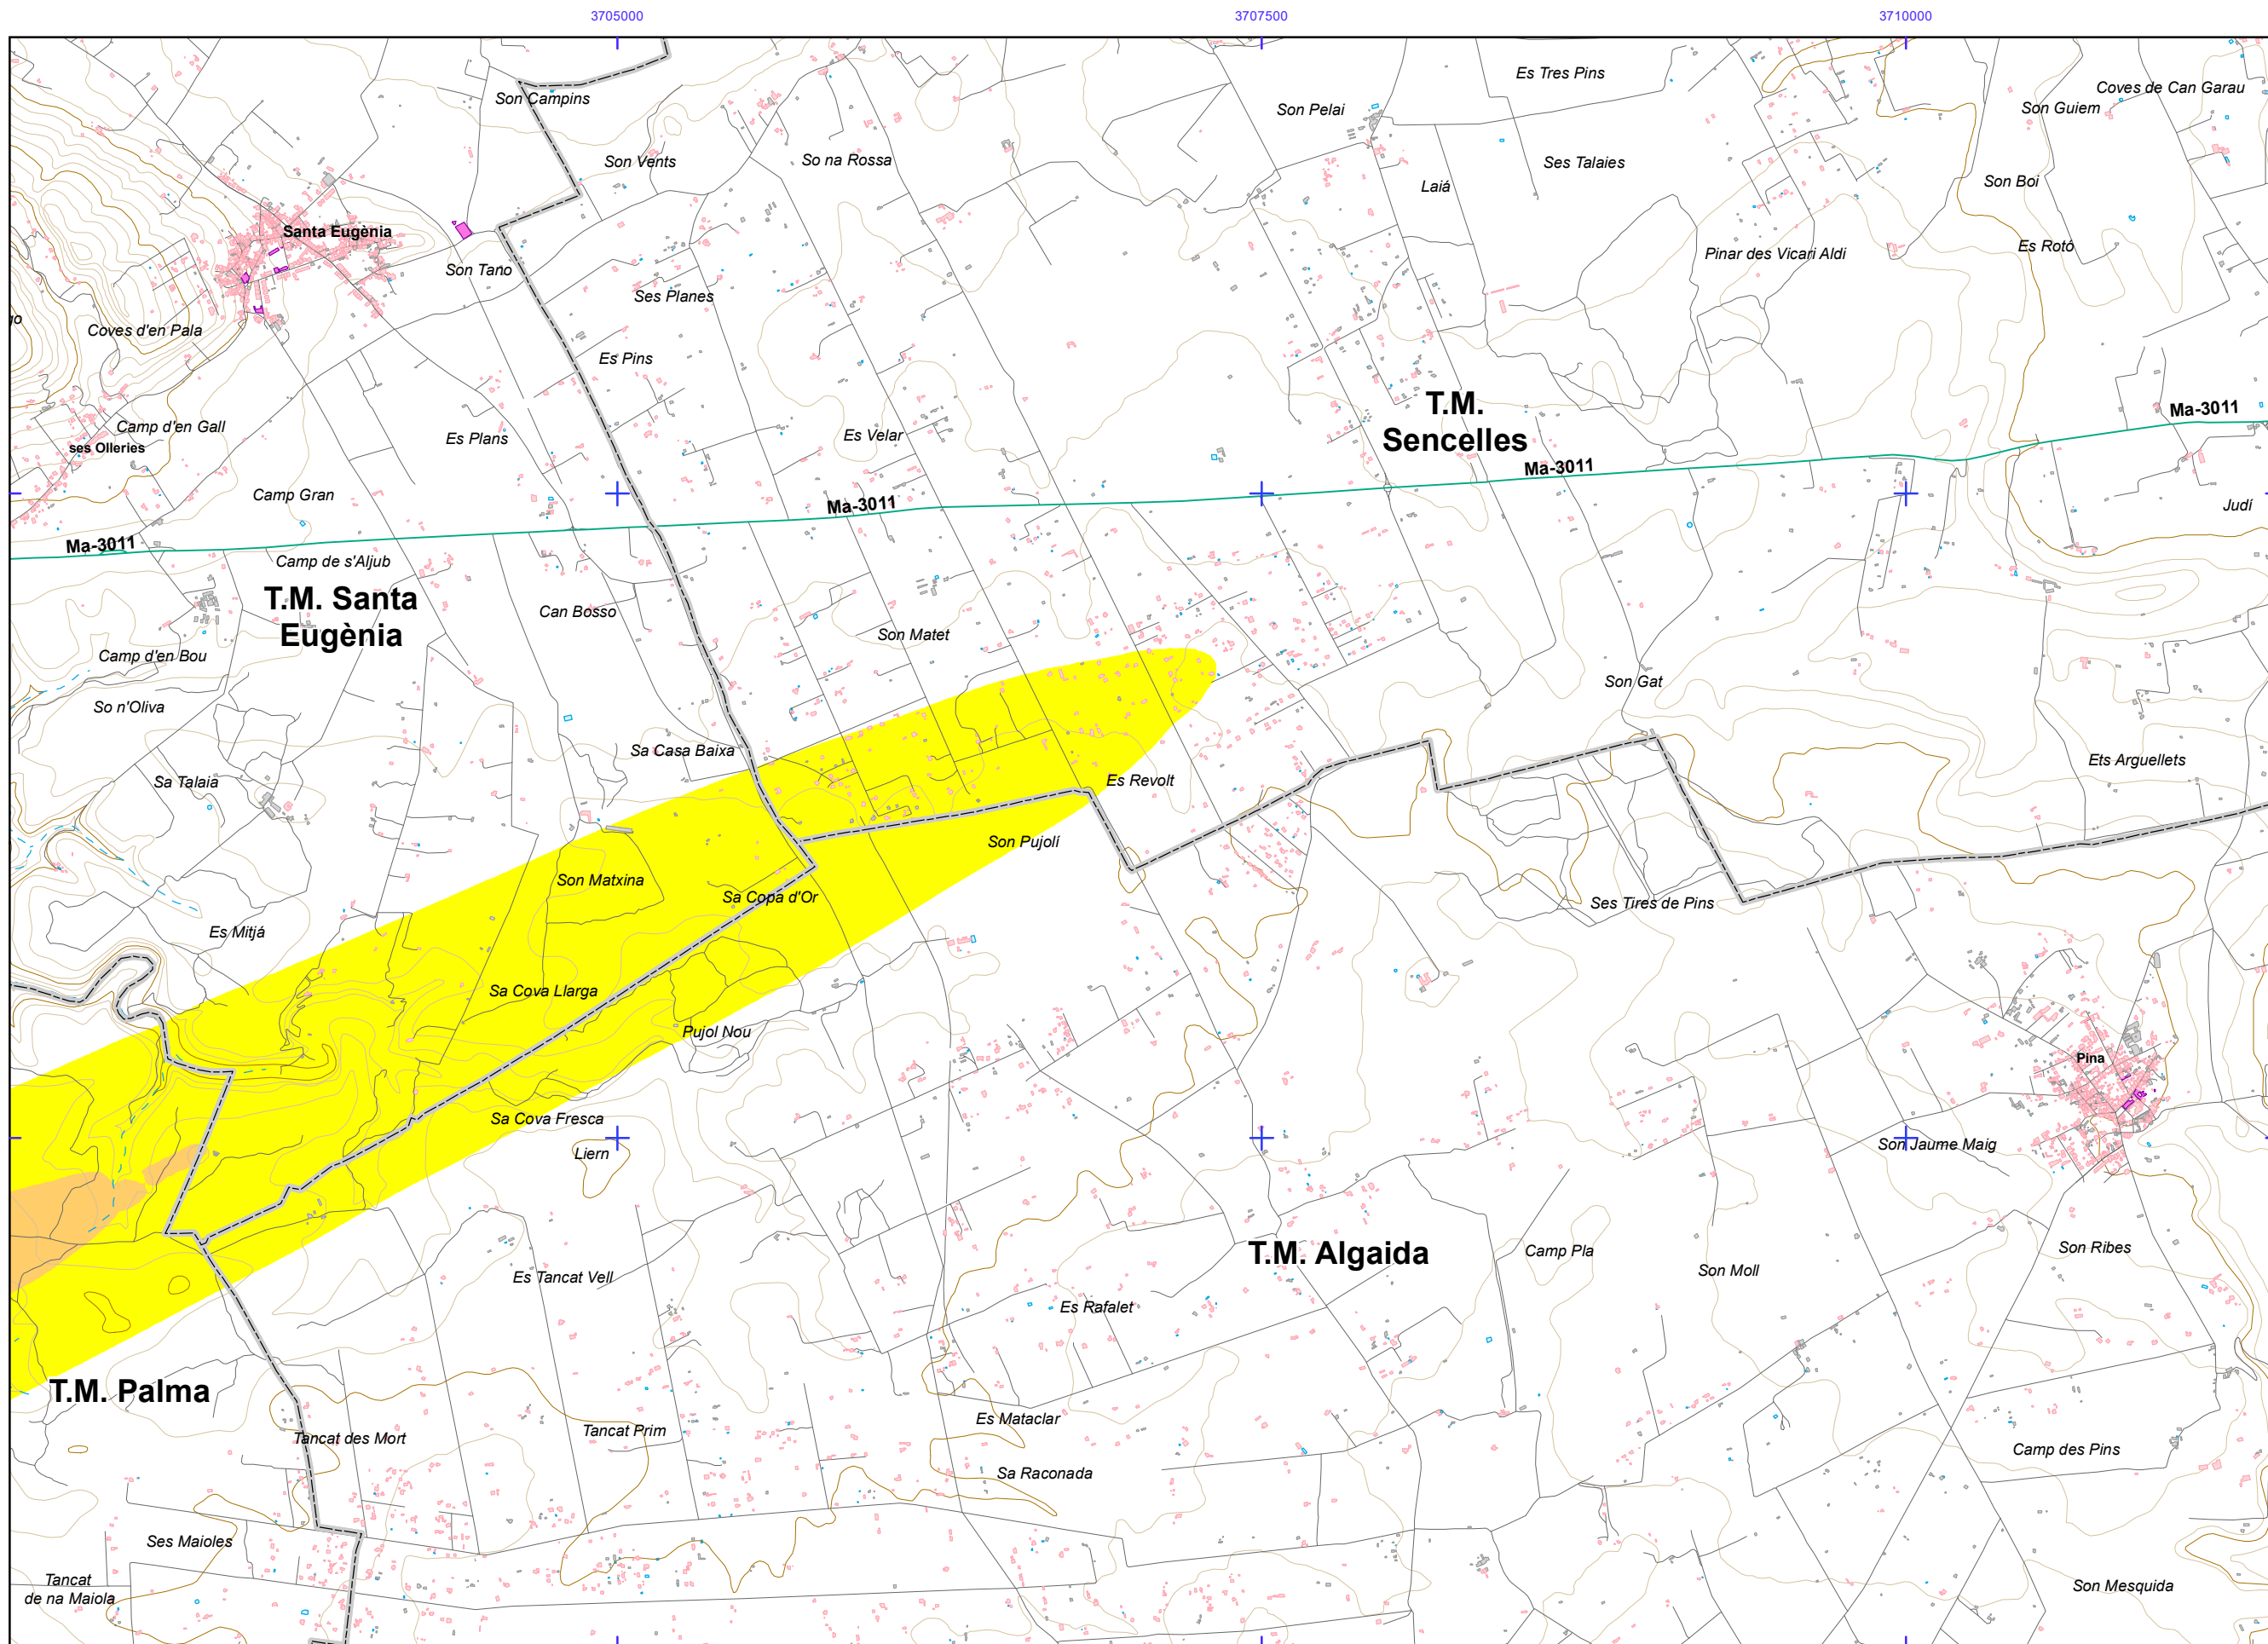 3705000
3707500
3710000
Es Tres Pins
Coves de Can Garau
Son Campins
Son Pelai
Son Guiem
Son Vents
So na Rossa
Ses Talaies
Laiá
Son Boi
Santa Eugènia
Es Rotó
Pinar des Vicari Aldi
Son Tano
Ses Planes
Coves d'en Pala
Es Pins
T.M.
Sencelles
Ma-3011
Camp d'en Gall
Es Velar
Es Plans
ses Olleries
Ma-3011
Camp Gran
Ma-3011
Judí
Ma-3011
Camp de s'Aljub
T.M. Santa
Eugènia
Can Bosso
Son Matet
Camp d'en Bou
Son Gat
So n'Oliva
Sa Casa Baixa
Ets Arguellets
Sa Talaia
Es Revolt
Son Pujolí
Son Matxina
Sa Copa d'Or
Ses Tires de Pins
Es Mitjá
Sa Cova Llarga
Pujol Nou
Pina
Sa Cova Fresca
Liern
Son Jaume Maig
T.M. Algaida
Camp Pla
Son Ribes
Son Moll
Es Tancat Vell
Es Rafalet
T.M. Palma
Es Mataclar
Tancat des Mort
Tancat Prim
Camp des Pins
Sa Raconada
Ses Maioles
Tancat
de na Maiola
Son Mesquida